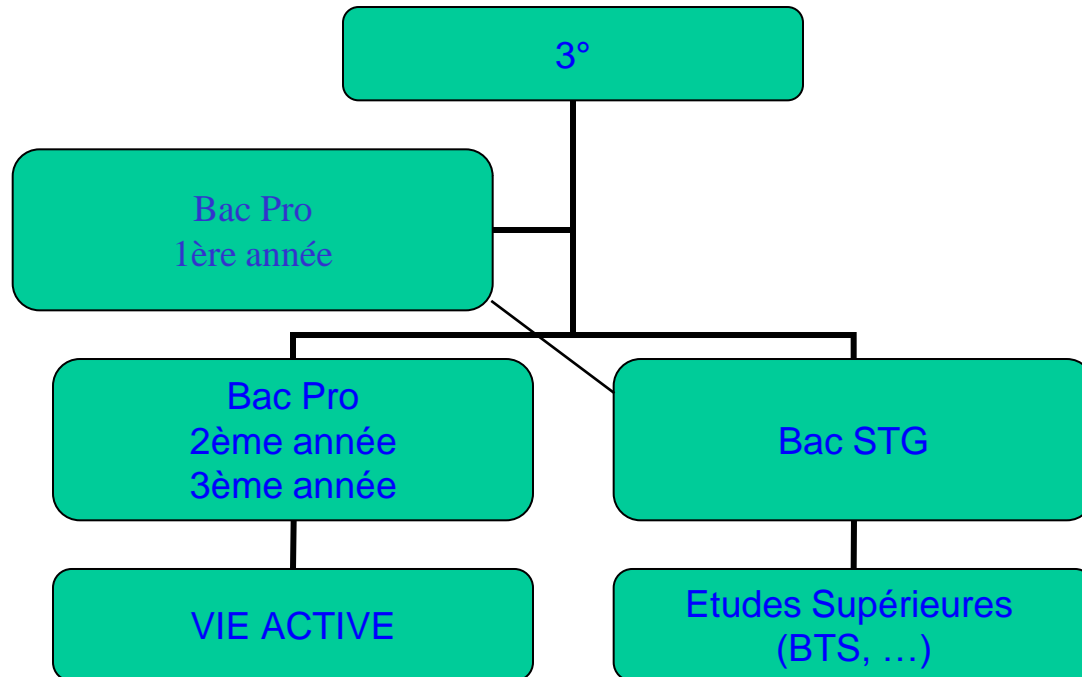 3°
Bac Pro
1ère année
Bac Pro
2ème année
3ème année
Bac STG
VIE ACTIVE
Etudes Supérieures
(BTS, …)